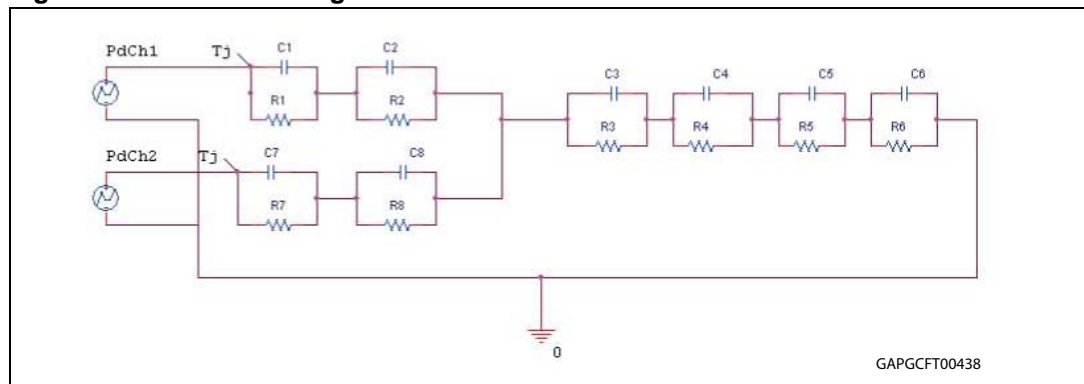 PdCh1
Tj
C1
C2
R1
R2
C3
C4
C5
C6
R3
R4
R5
R6
PdCh2
Tj
C7
C8
R7
R8
0
GAPGCFT00438